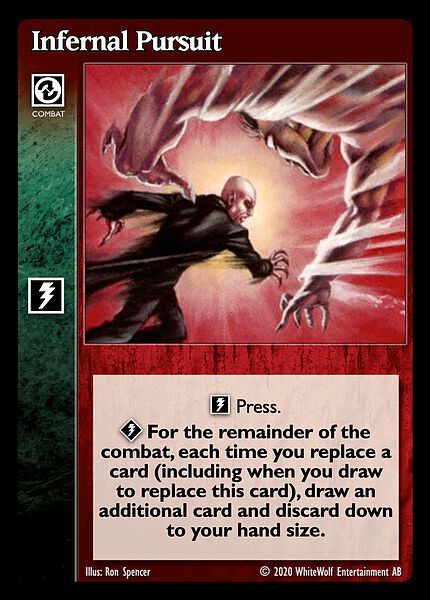 Infernal Pursuit
COMBAT
Press.
For the remainder of the
combat, each time you replace a
card (including when you draw
to replace this card), draw an
additional card and discard down
to your hand size.
Illus: Ron Spencer
© 2020 WhiteWolf Entertainment AB